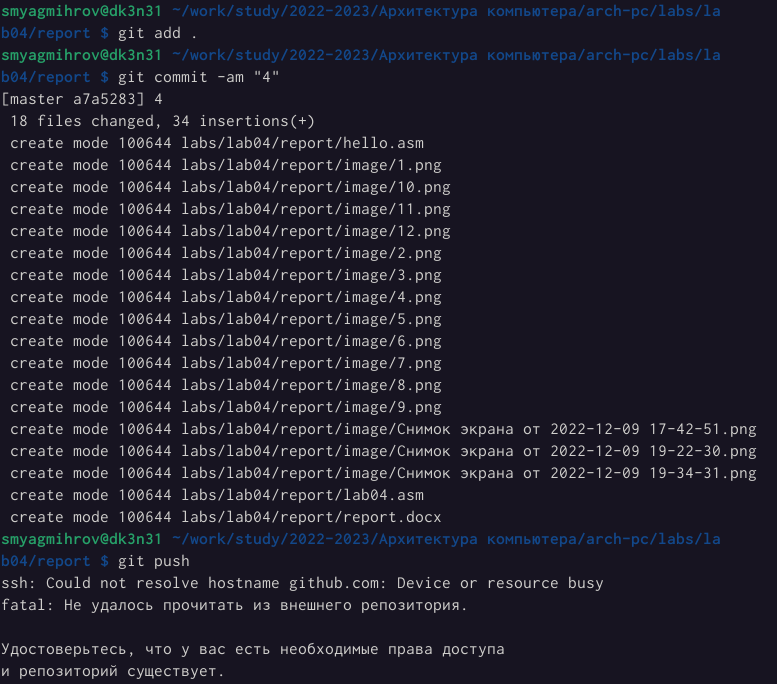 smyagmihrov@dk3n31 ~/work/study/2022-2023/Архитектура компьютера/arch-pc/labs/la
b04/report $ git add .
smyagmihrov@dk3n31 ~/work/study/2022-2023/Архитектура компьютера/arch-pc/labs/la
b04/report $ git commit -am "4"
[master a7a5283] 4
 18 files changed, 34 insertions(+)
 create mode 100644 labs/lab04/report/hello.asm
 create mode 100644 labs/lab04/report/image/1.png
 create mode 100644 labs/lab04/report/image/10.png
 create mode 100644 labs/lab04/report/image/11.png
 create mode 100644 labs/lab04/report/image/12.png
 create mode 100644 labs/lab04/report/image/2.png
 create mode 100644 labs/lab04/report/image/3.png
 create mode 100644 labs/lab04/report/image/4.png
 create mode 100644 labs/lab04/report/image/5.png
 create mode 100644 labs/lab04/report/image/6.png
 create mode 100644 labs/lab04/report/image/7.png
 create mode 100644 labs/lab04/report/image/8.png
 create mode 100644 labs/lab04/report/image/9.png
 create mode 100644 labs/lab04/report/image/Снимок экрана от 2022-12-09 17-42-51.png
 create mode 100644 labs/lab04/report/image/Снимок экрана от 2022-12-09 19-22-30.png
 create mode 100644 labs/lab04/report/image/Снимок экрана от 2022-12-09 19-34-31.png
 create mode 100644 labs/lab04/report/lab04.asm
 create mode 100644 labs/lab04/report/report.docx
smyagmihrov@dk3n31 ~/work/study/2022-2023/Архитектура компьютера/arch-pc/labs/la
b04/report $ git push
ssh: Could not resolve hostname github.com: Device or resource busy
fatal: Не удалось прочитать из внешнего репозитория.

Удостоверьтесь, что у вас есть необходимые права доступа
и репозиторий существует.